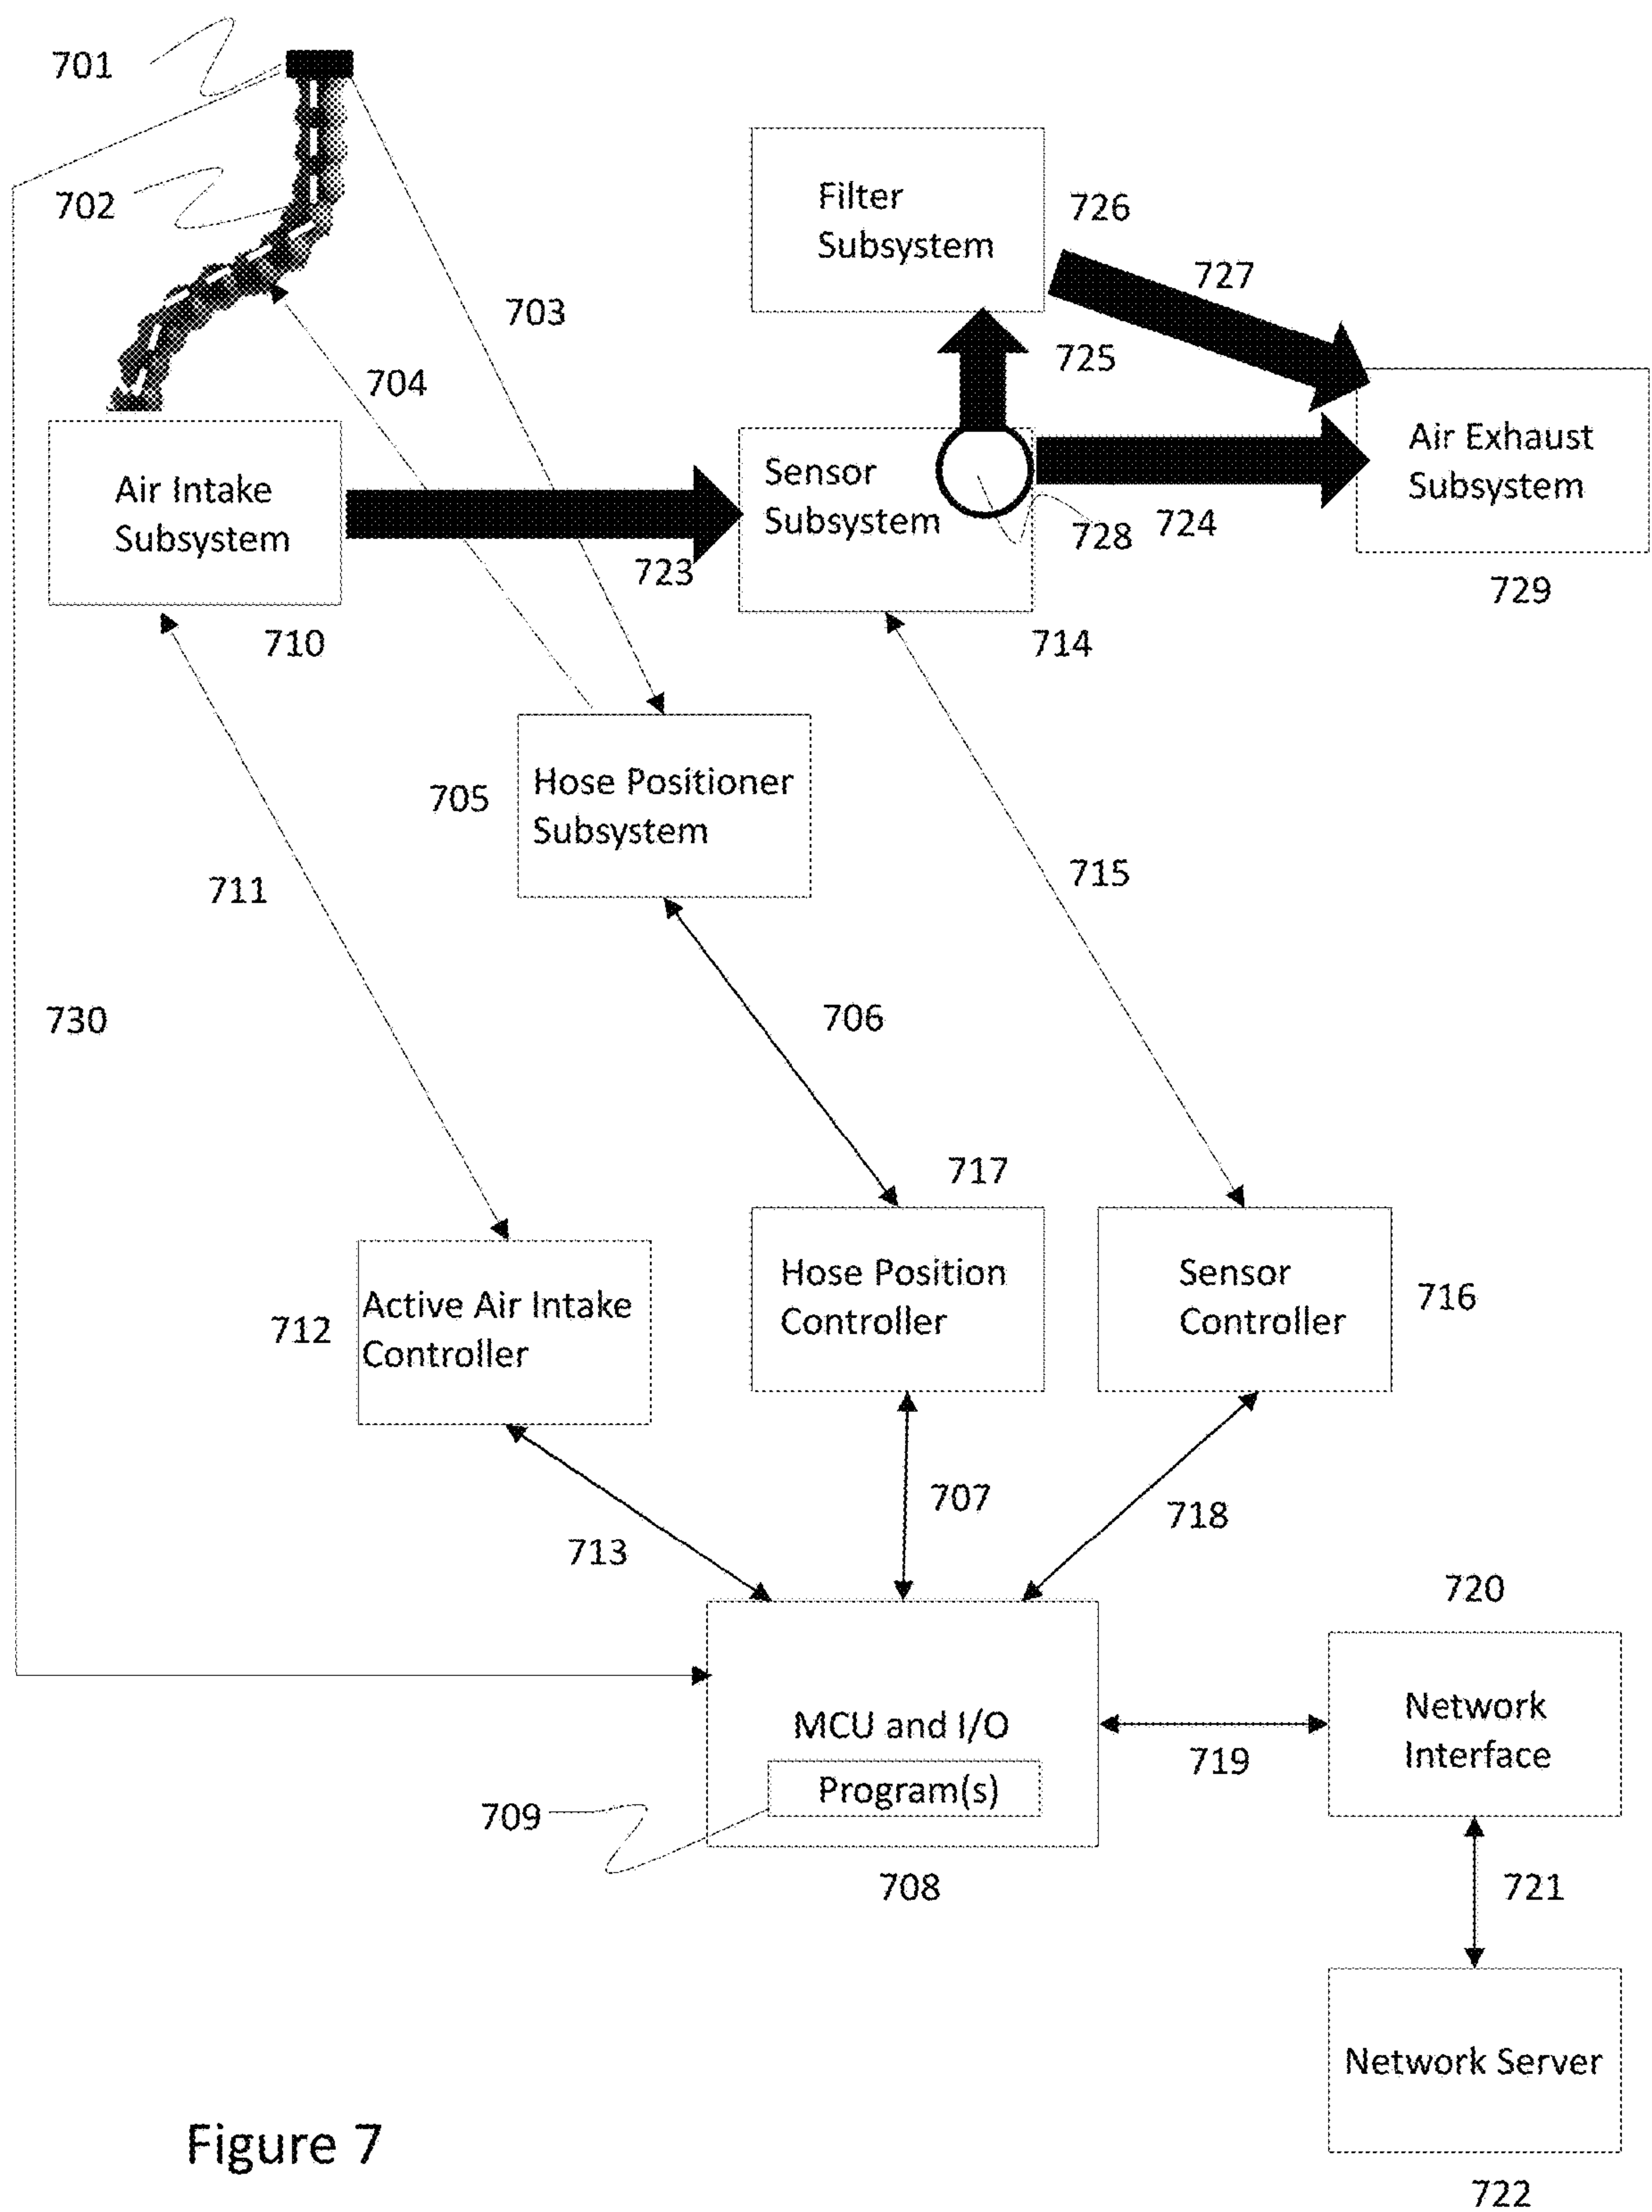 701
702
703
704
Filter
Subsystem
726
727
725
Air Intake
Subsystem
710
723
Sensor
Subsystem
728
724
714
Air Exhaust
Subsystem
729
705
Hose Positioner
Subsystem
711
715
730
706
717
712
Active Air Intake
Controller
Hose Position
Controller
Sensor
Controller
716
713
707
718
720
MCU and I/O
Program(s)
709
708
719
Network
Interface
721
Network Server
722
Figure 7